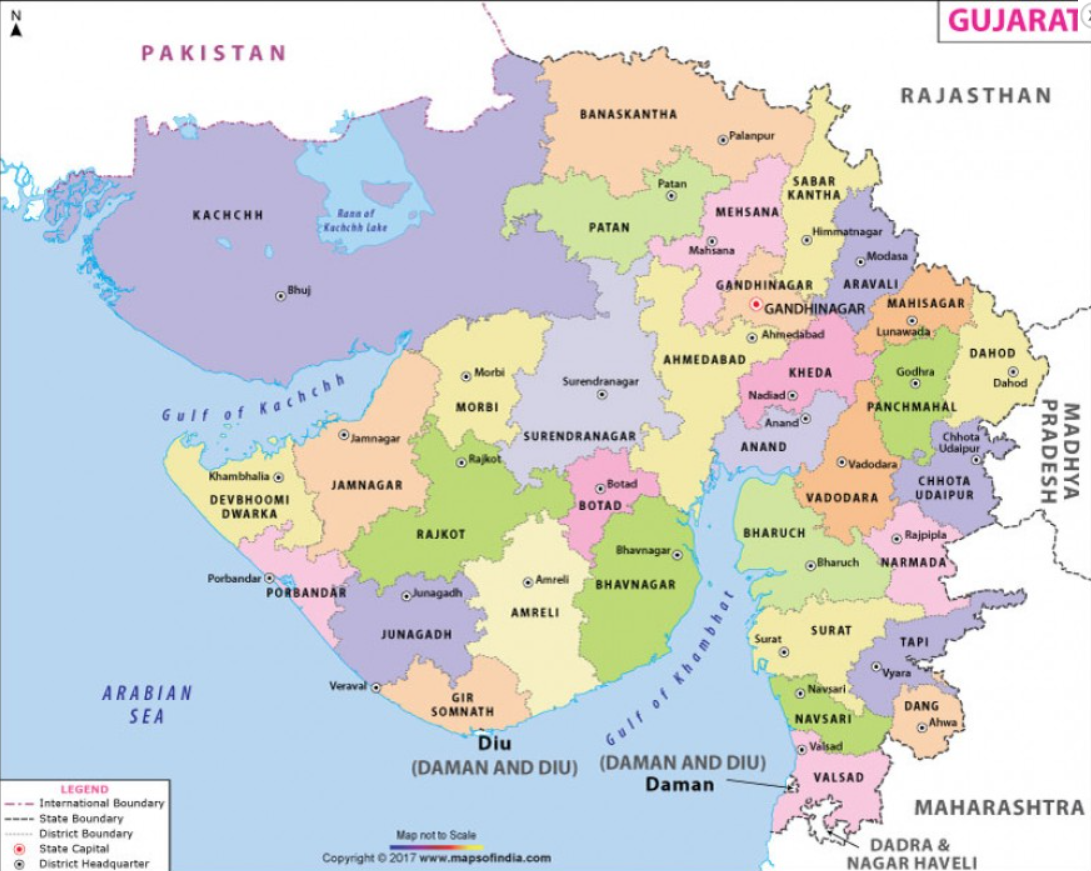 N
GUJARAT
PAKISTAN
RAJASTHAN
BANASKANTHA
Palanpur
Patan
SABAR
KANTHA
MEHSANA
KACHCHH
Rann of
Kachchh Lake
PATAN
Himmatnagar
Mahsana
Modasa
Bhuj
GANDHINAGAR
ARAVALI
GANDHINAGAR
MAHISAGAR
Lunawada
Ahmedabad
AHMEDABAD
DAHOD
Morbi
Surendranagar
KHEDA
Godhra
Dahod
Gulf of Kachchh
MORBI
Nadiad
PANCHMAHAL
MADHYA
PRADESH
Jamnagar
SURENDRANAGAR
Anand
ANAND
Chhota
Udaipur
Rajkot
Khambhalia
JAMNAGAR
Botad
Vadodara
CHHOTA
UDAIPUR
DEVBHOOMI
DWARKA
BOTAD
VADODARA
RAJKOT
BHARUCH
Rajpipla
Bhavnagar
NARMADA
Bharuch
Porbandar
PORBANDAR
Junagadh
Amreli
BHAVNAGAR
AMRELI
JUNAGADH
SURAT
Surat
TAPI
Gulf of Khambhat
Vyara
Veraval
Navsari
ARABIAN
SEA
GIR
SOMNATH
NAVSARI
DANG
Ahwa
Diu
(DAMAN AND DIU)
Valsad
(DAMAN AND DIU)
Daman
VALSAD
MAHARASHTRA
DADRA &
NAGAR HAVELI
LEGEND
International Boundary
State Boundary
District Boundary
State Capital
District Headquarter
Map not to Scale
Copyright © 2017 www.mapsofindia.com